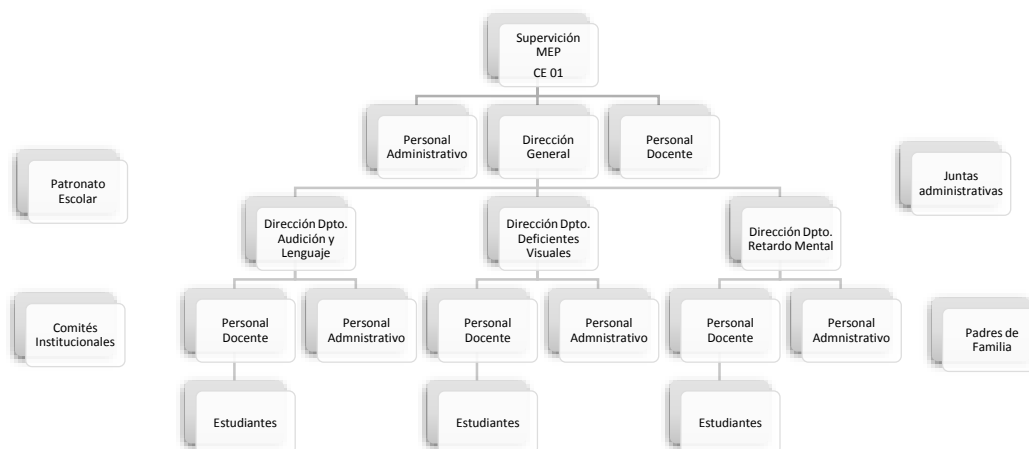 Supervición
MEP
CE 01
Personal
Administrativo
Dirección
General
Personal
Docente
Patronato
Escolar
Juntas
administrativas
Dirección Dpto.
Audición y
Lenguaje
Dirección Dpto.
Deficientes
Visuales
Dirección Dpto.
Retardo Mental
Comités
Institucionales
Personal
Docente
Personal
Admnistrativo
Personal
Docente
Personal
Admnistrativo
Personal
Docente
Personal
Admnistrativo
Padres de
Familia
Estudiantes
Estudiantes
Estudiantes